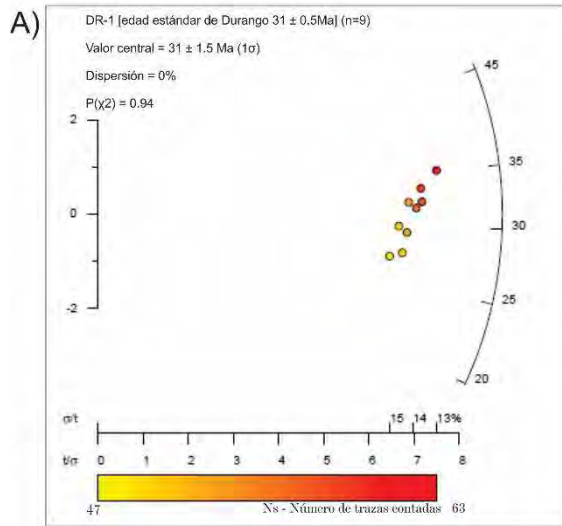 A)
DR-1 [edad estándar de Durango 31 ± 0.5Ma] (n=9)
Valor central = 31 ± 1.5 Ma (1σ)
Dispersión = 0%
P(χ2) = 0.94
45
2
35
1
0
30
-1
25
-2
20
σ/t 15 14 13%
t/σ 0 1 2 3 4 5 6 7 8
47 Ns - Número de trazas contadas 63